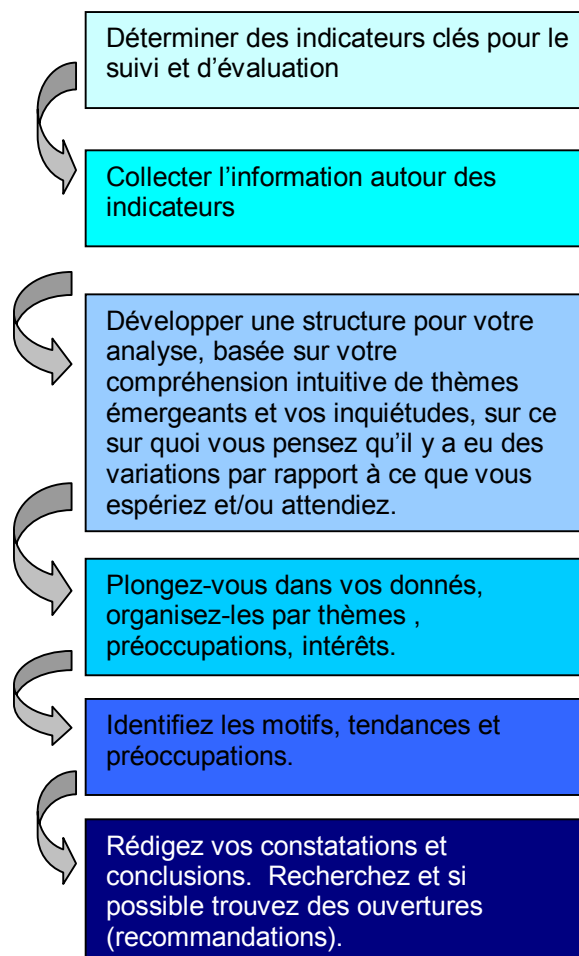 Déterminer des indicateurs clés pour le
suivi et d’évaluation
Collecter l’information autour des
indicateurs
Développer une structure pour votre
analyse, basée sur votre
compréhension intuitive de thèmes
émergeants et vos inquiétudes, sur ce
sur quoi vous pensez qu’il y a eu des
variations par rapport à ce que vous
espériez et/ou attendiez.
Plongez-vous dans vos donnés,
organisez-les par thèmes ,
préoccupations, intérêts.
Identifiez les motifs, tendances et
préoccupations.
Rédigez vos constatations et
conclusions.  Recherchez et si
possible trouvez des ouvertures
(recommandations).